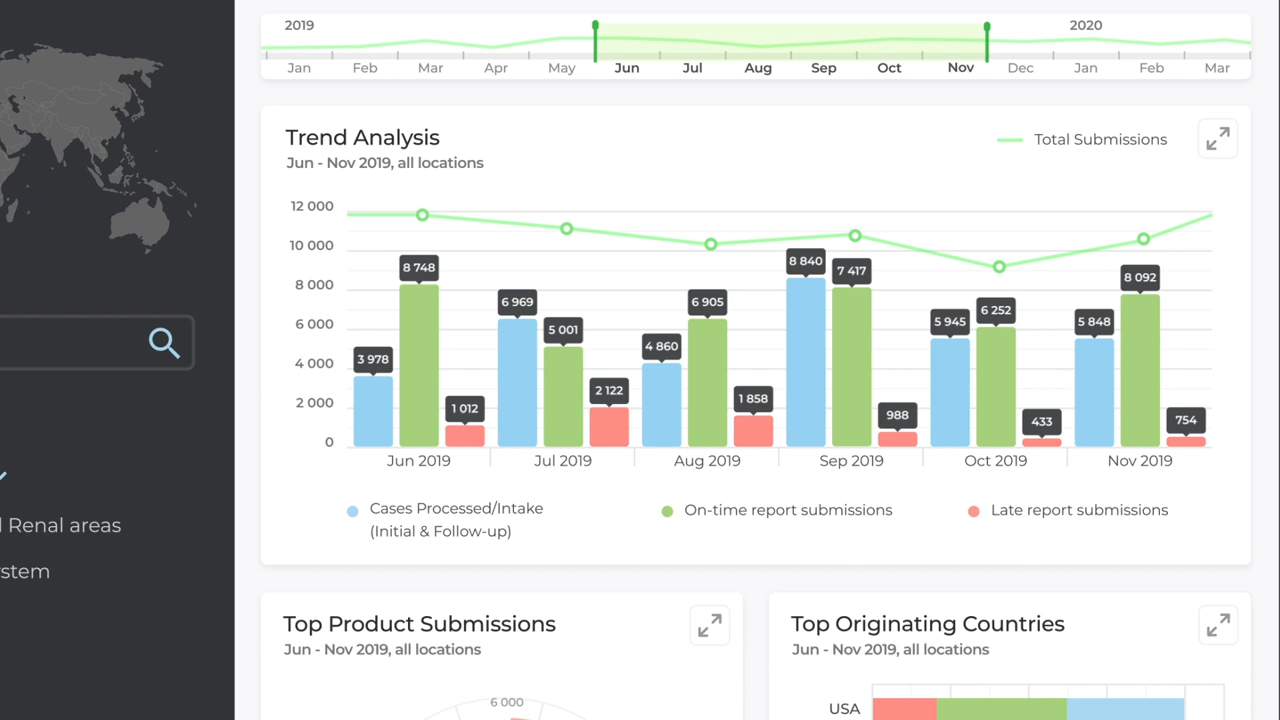 2019
2020
Jan Feb Mar Apr May Jun Jul Aug Sep Oct Nov Dec Jan Feb Mar
Trend Analysis
Jun - Nov 2019, all locations
Total Submissions
12 000
10 000
8 000
6 000
4 000
2 000
0
3 978
8 748
1 012
6 969
5 001
2 122
4 860
6 905
1 858
8 840
7 417
988
5 945
6 252
433
5 848
8 092
754
Jun 2019
Jul 2019
Aug 2019
Sep 2019
Oct 2019
Nov 2019
Cases Processed/Intake
(Initial & Follow-up)
On-time report submissions
Late report submissions
Renal areas
Top Product Submissions
Jun - Nov 2019, all locations
6 000
Top Originating Countries
Jun - Nov 2019, all locations
USA